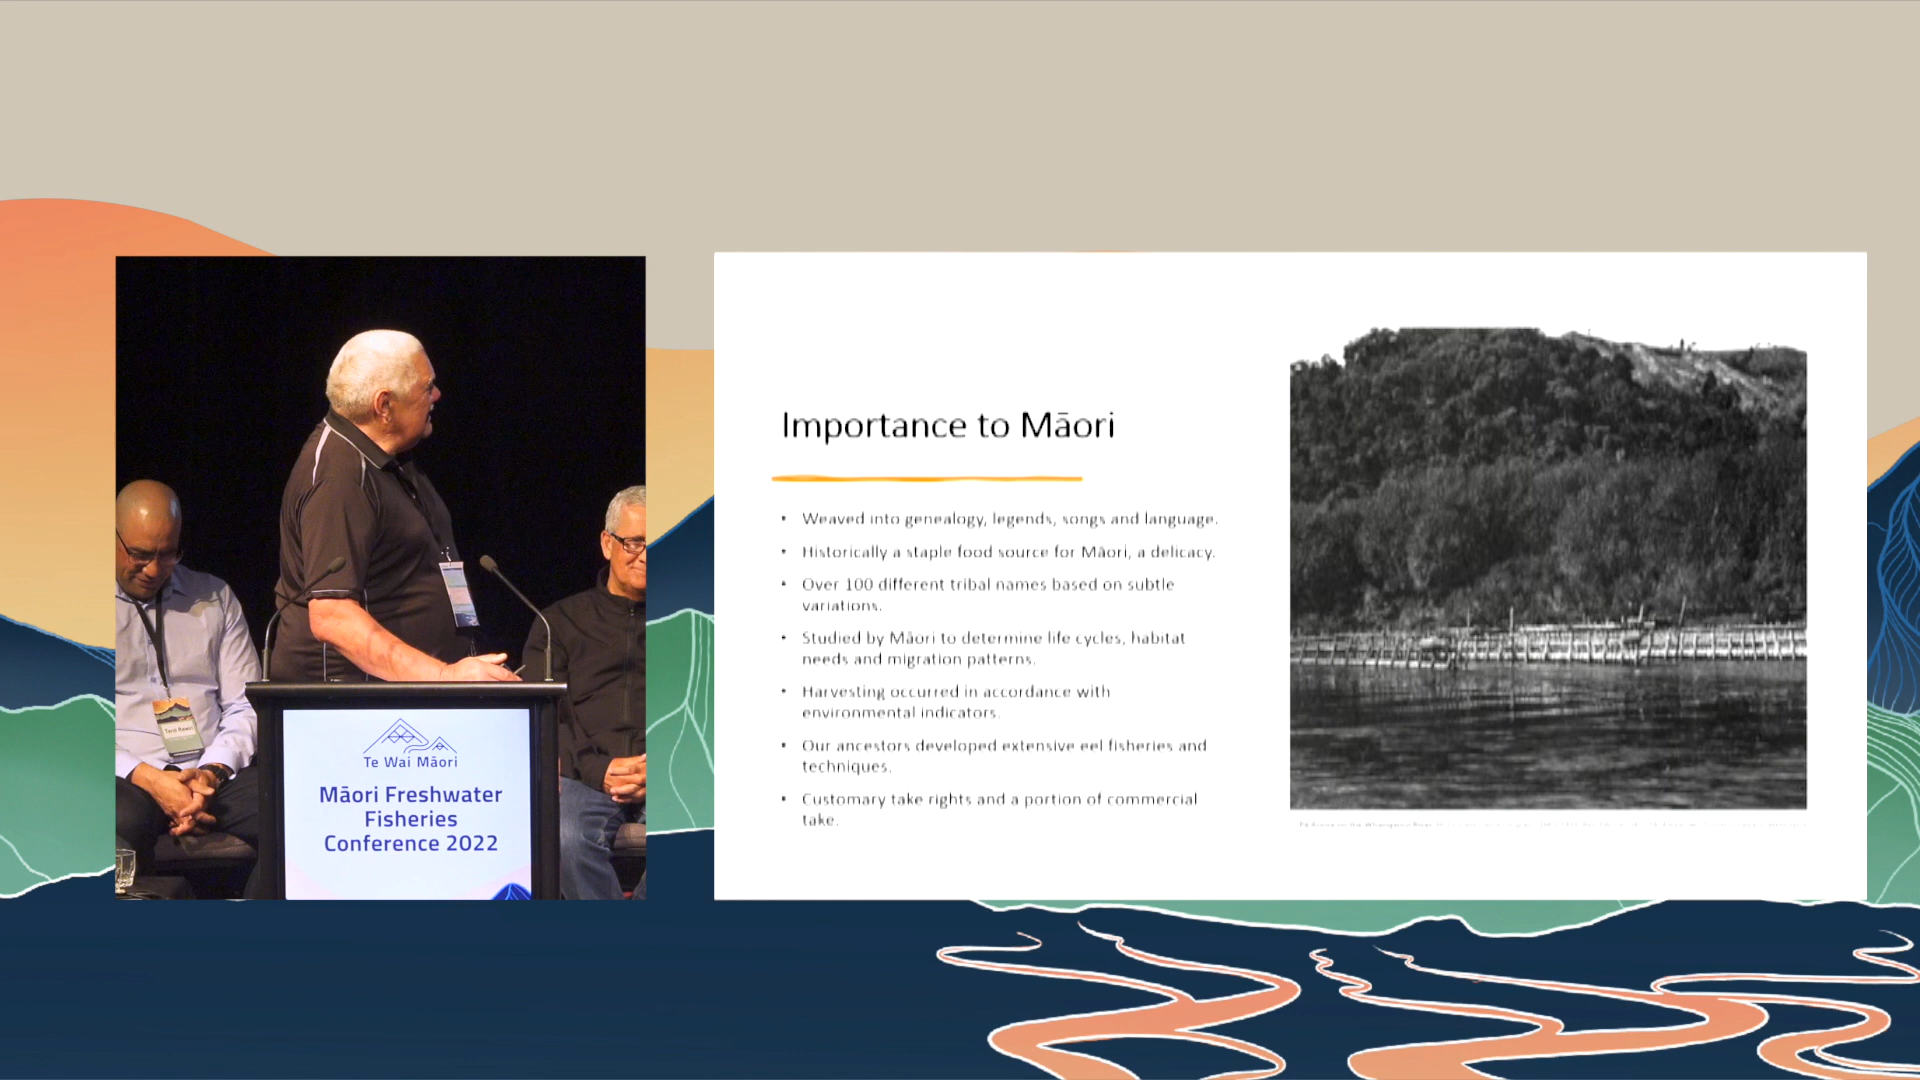 Te Wai Māori
Māori Freshwater
Fisheries
Conference 2022
Importance to Māori
• Weaved into genealogy, legends, songs and language.
• Historically a staple food source for Māori, a delicacy.
• Over 100 different tribal names based on subtle
variations.
• Studied by Māori to determine life cycles, habitat
needs and migration patterns.
• Harvesting occurred in accordance with
environmental indicators.
• Our ancestors developed extensive eel fisheries and
techniques.
• Customary take rights and a portion of commercial
take.